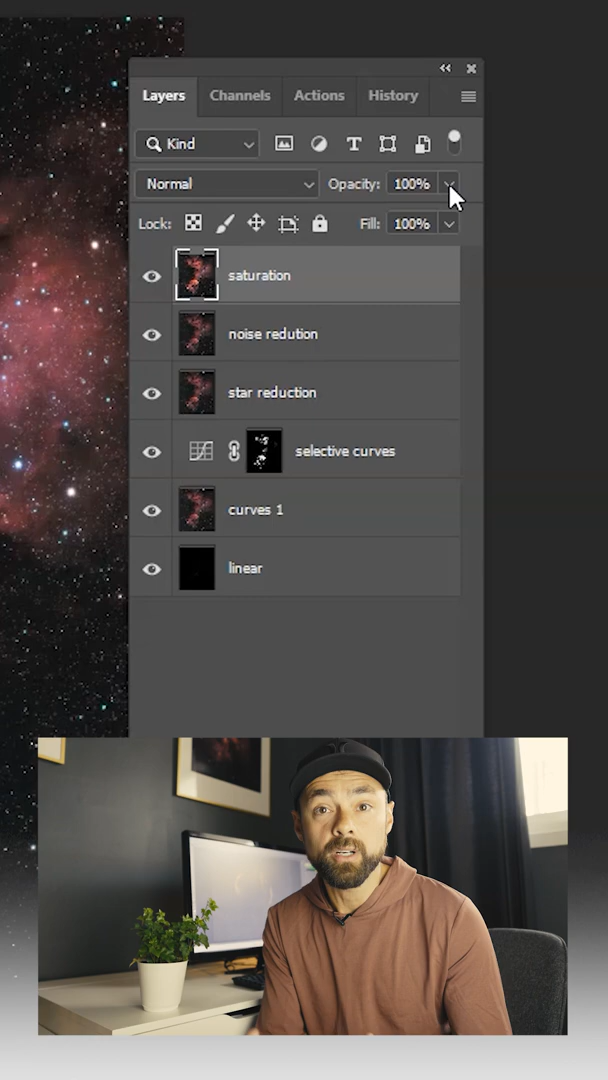 Layers Channels Actions History
Kind T
Normal Opacity: 100%
Lock: Fill: 100%
saturation
noise redution
star reduction
selective curves
curves 1
linear